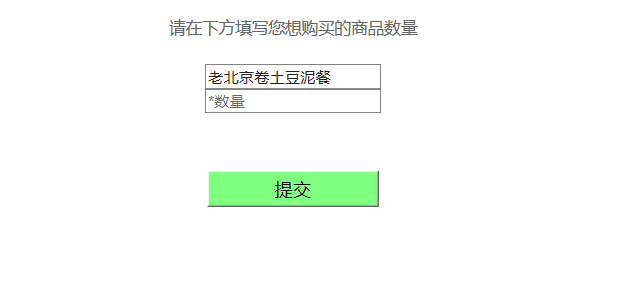 请在下方填写您想购买的商品数量
老北京卷土豆泥餐
*数量
提交